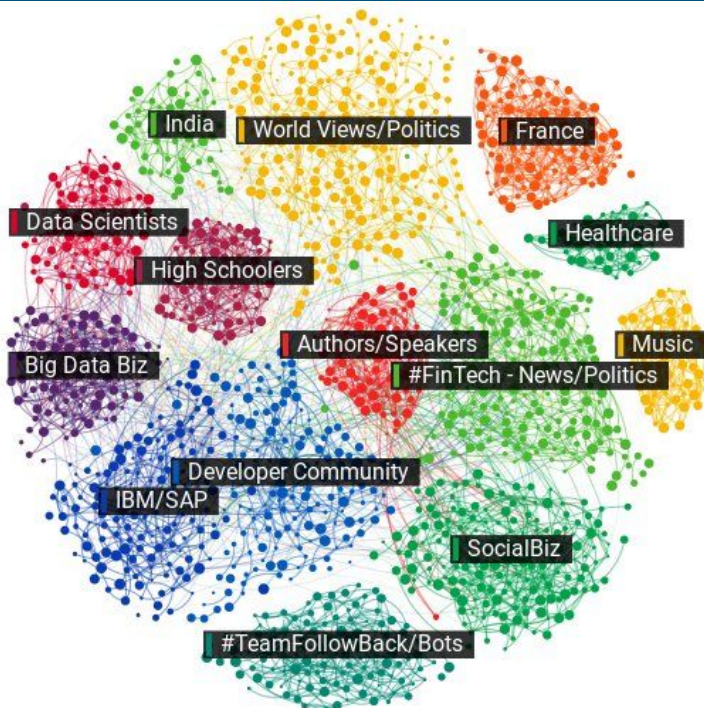 India
World Views/Politics
France
Data Scientists
Healthcare
High Schoolers
Authors/Speakers
Music
Big Data Biz
#FinTech - News/Politics
Developer Community
IBM/SAP
SocialBiz
#TeamFollowBack/Bots